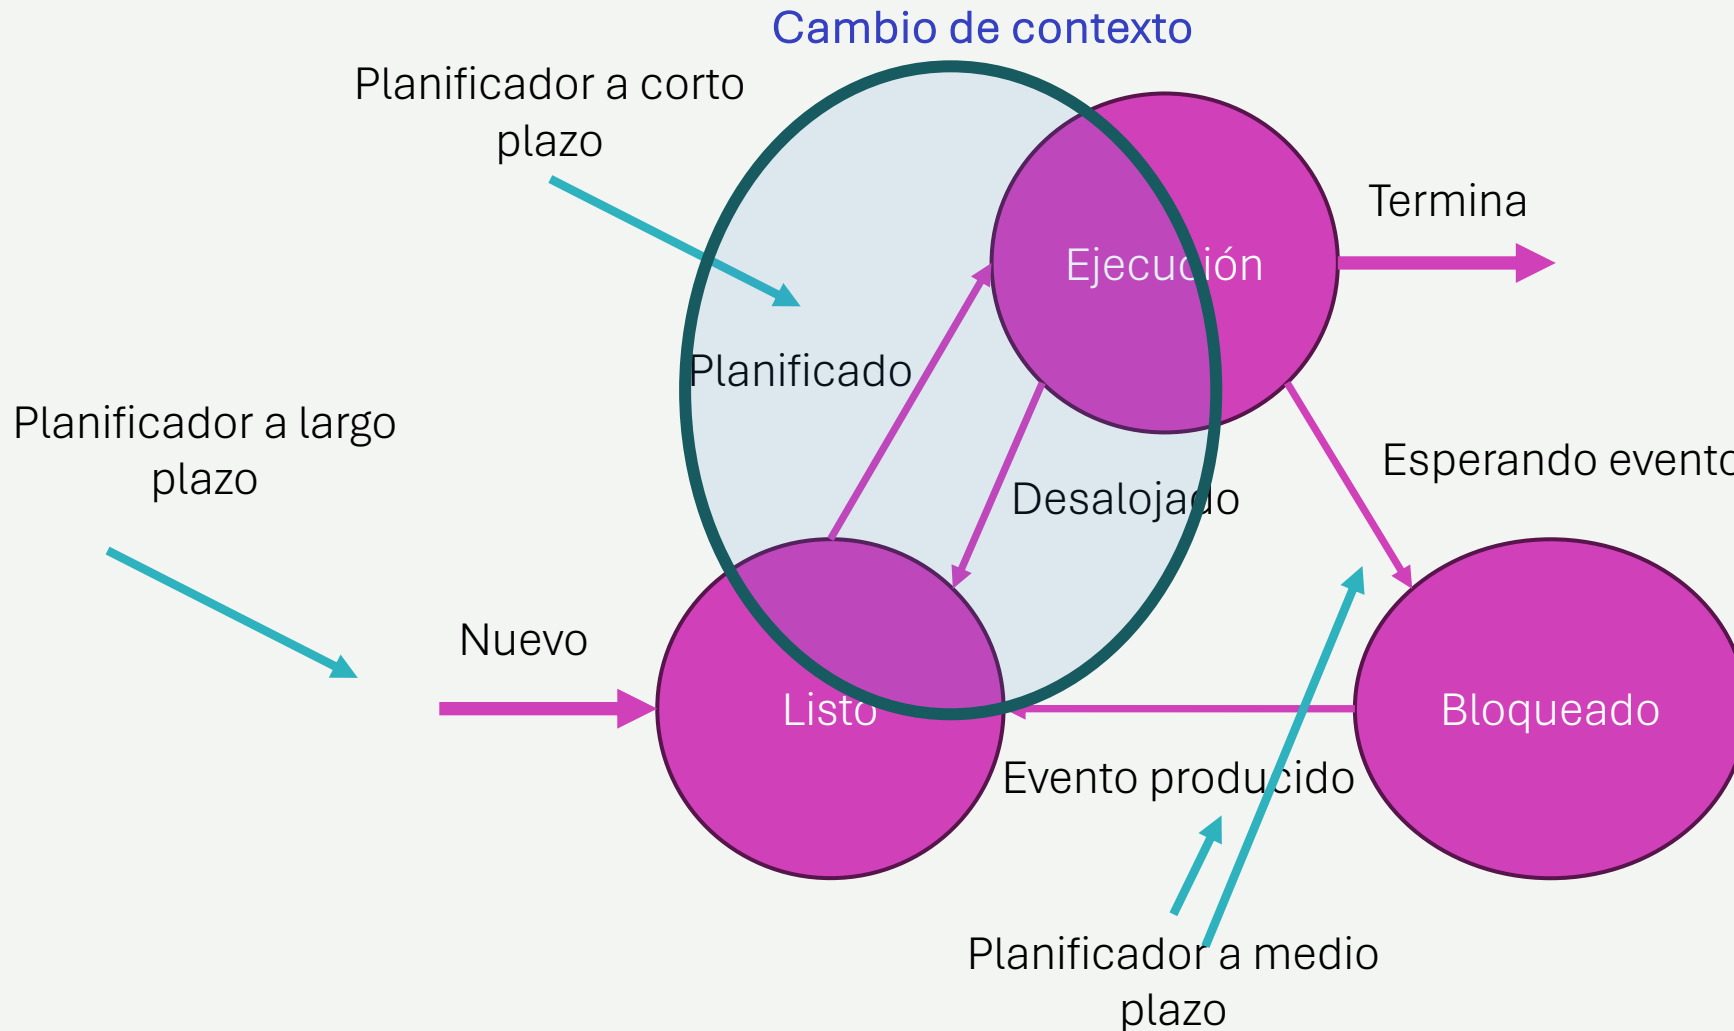 Cambio de contexto
Planificador a corto
plazo
Termina
Ejecución
Planificado
Planificador a largo
plazo
Esperando evento
Desalojado
Nuevo
Listo
Bloqueado
Evento producido
Planificador a medio
plazo